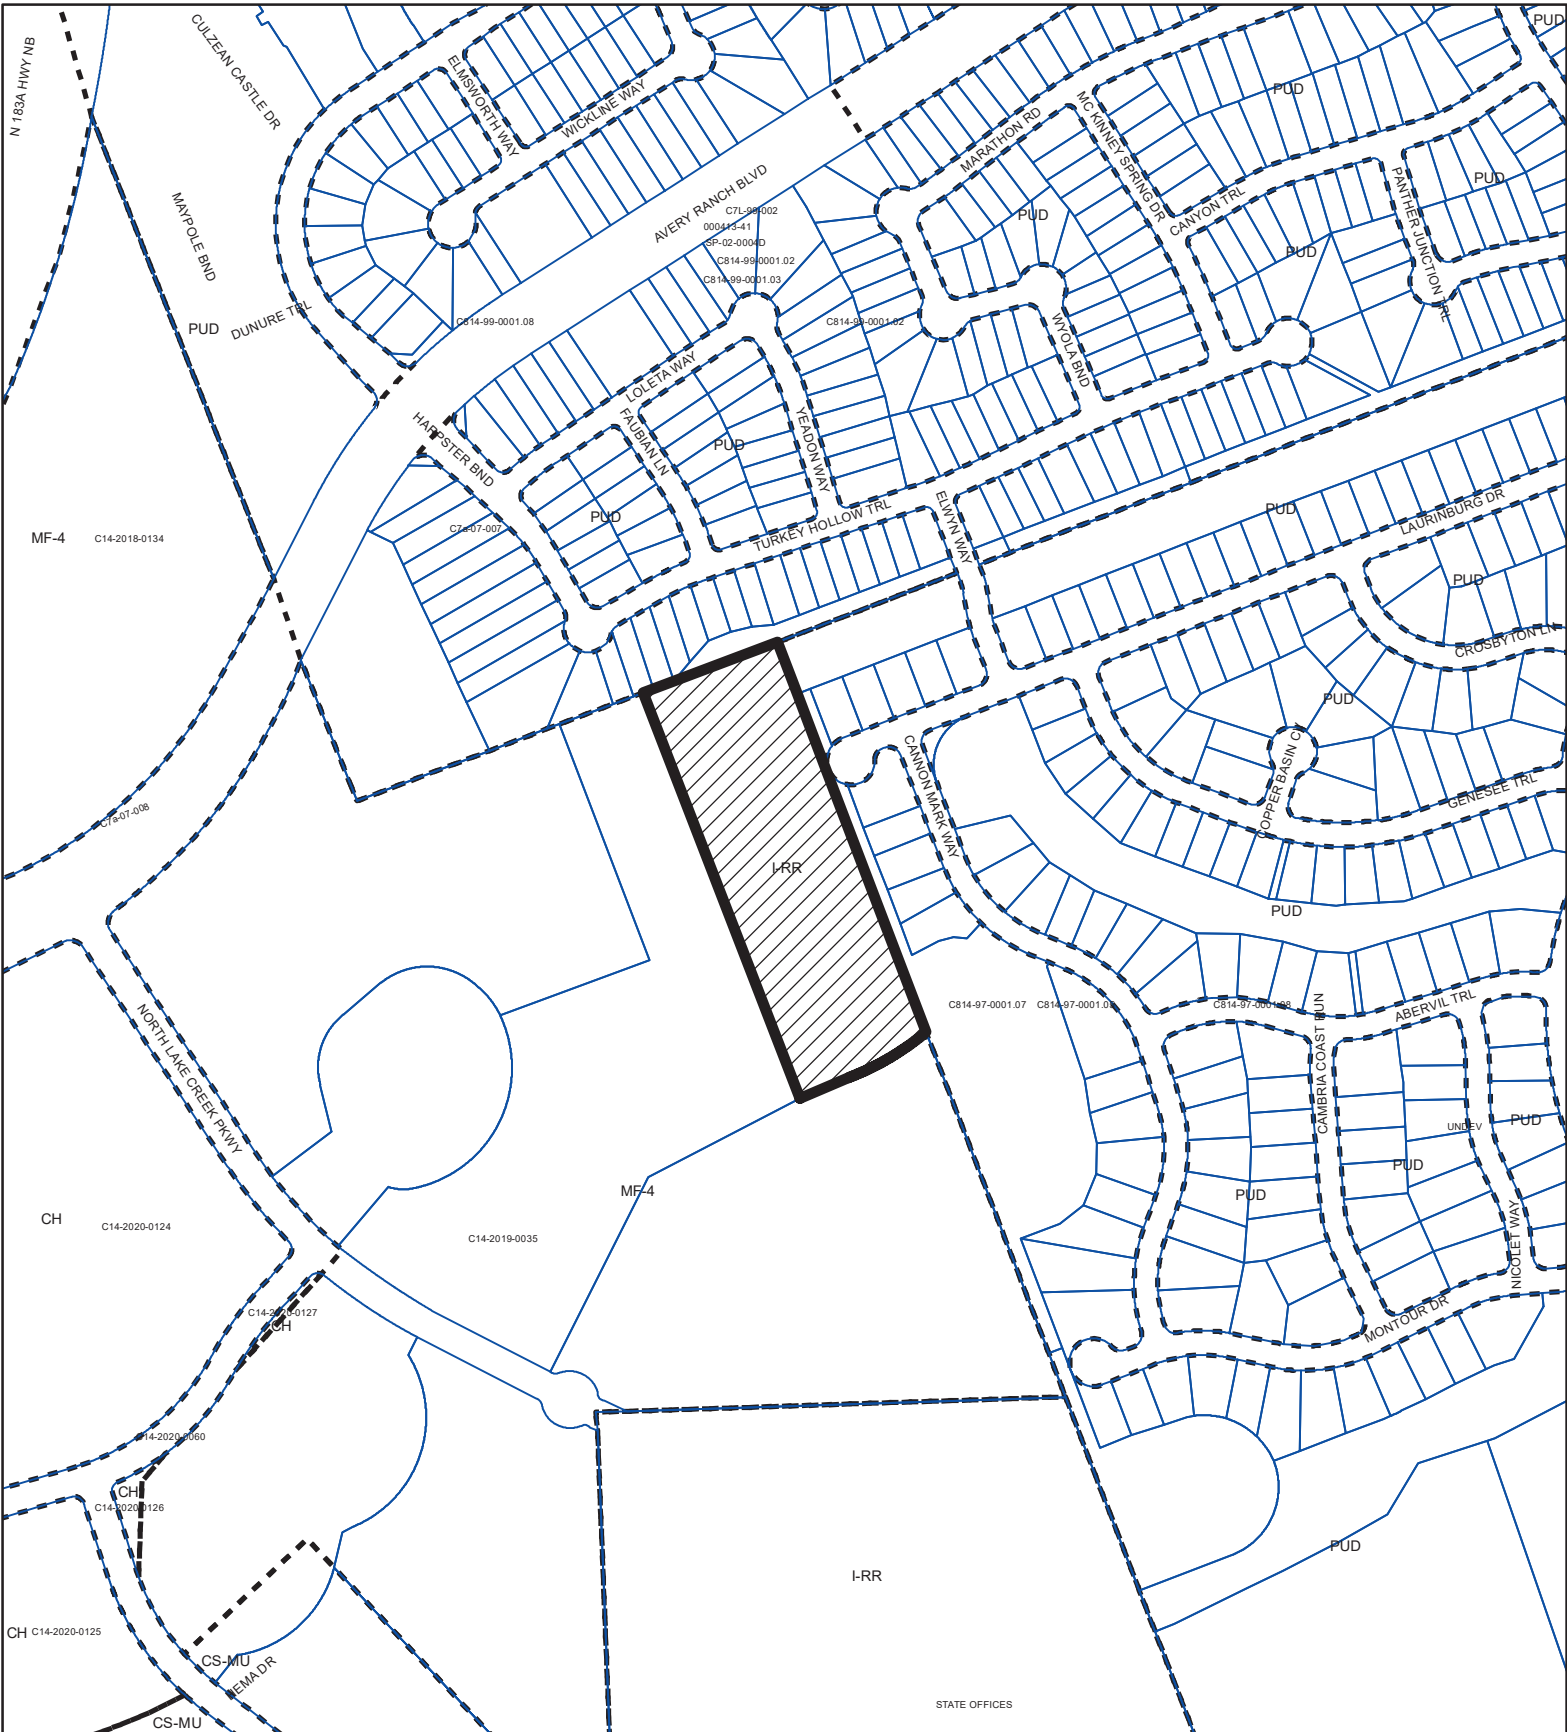 PUD
N 183A HWY NB
CULZEAN CASTLE DR
ELMSWORTH WAY
WICKLINE WAY
PUD
MC KINNEY SPRING DR
MARATHON RD
MAYPOLE BND
AVERY RANCH BLVD
PANTHER JUNCTION TRL
PUD
CANYON TRL
C7L-99-002
PUD
000413-41
SP-02-0004D
PUD
C814-99-0001.02
C814-99-0001.03
DUNURE TRL
PUD
C814-99-0001.08
C814-99-0001.02
WYOLA BND
LOLETA WAY
HARPSTER BND
FAUBIAN LN
YEADON WAY
PUD
ELWYN WAY
LAURINBURG DR
PUD
PUD
C7a-07-007
TURKEY HOLLOW TRL
MF-4
C14-2018-0134
PUD
CROSBYTON LN
PUD
CANNON MARK WAY
COPPER BASIN CV
GENESEE TRL
C7a-07-008
I-RR
PUD
NORTH LAKE CREEK PKWY
C814-97-0001.07
C814-97-0001.08
ABERVIL TRL
CAMBRIA COAST RUN
UNDEV
PUD
PUD
MF-4
PUD
NICOLET WAY
CH
C14-2020-0124
C14-2019-0035
C14-2020-0127
CH
MONTOUR DR
C14-2020-0060
CH
C14-2020-0126
PUD
I-RR
CH
C14-2020-0125
CS-MU
STATE OFFICES
CS-MU